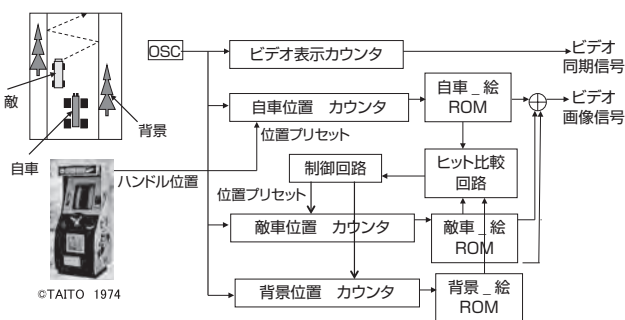 OSC
ビデオ表示カウンタ
ビデオ
同期信号
敵
背景
自車
自車位置 カウンタ
自車_絵
ROM
ビデオ
画像信号
位置プリセット
ハンドル位置
制御回路
ヒット比較
回路
位置プリセット
敵車位置 カウンタ
敵車_絵
ROM
背景位置 カウンタ
背景_絵
ROM
©TAITO 1974